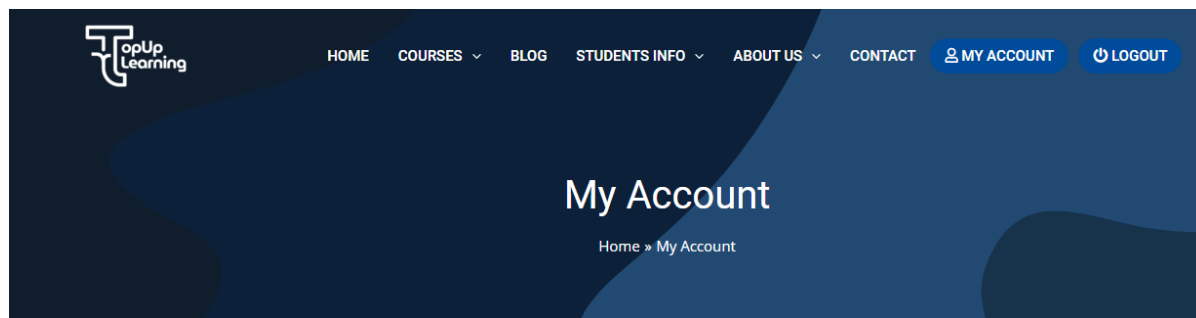 TopUp
Learning
HOME COURSES BLOG STUDENTS INFO ABOUT US CONTACT MY ACCOUNT LOGOUT
My Account
Home » My Account